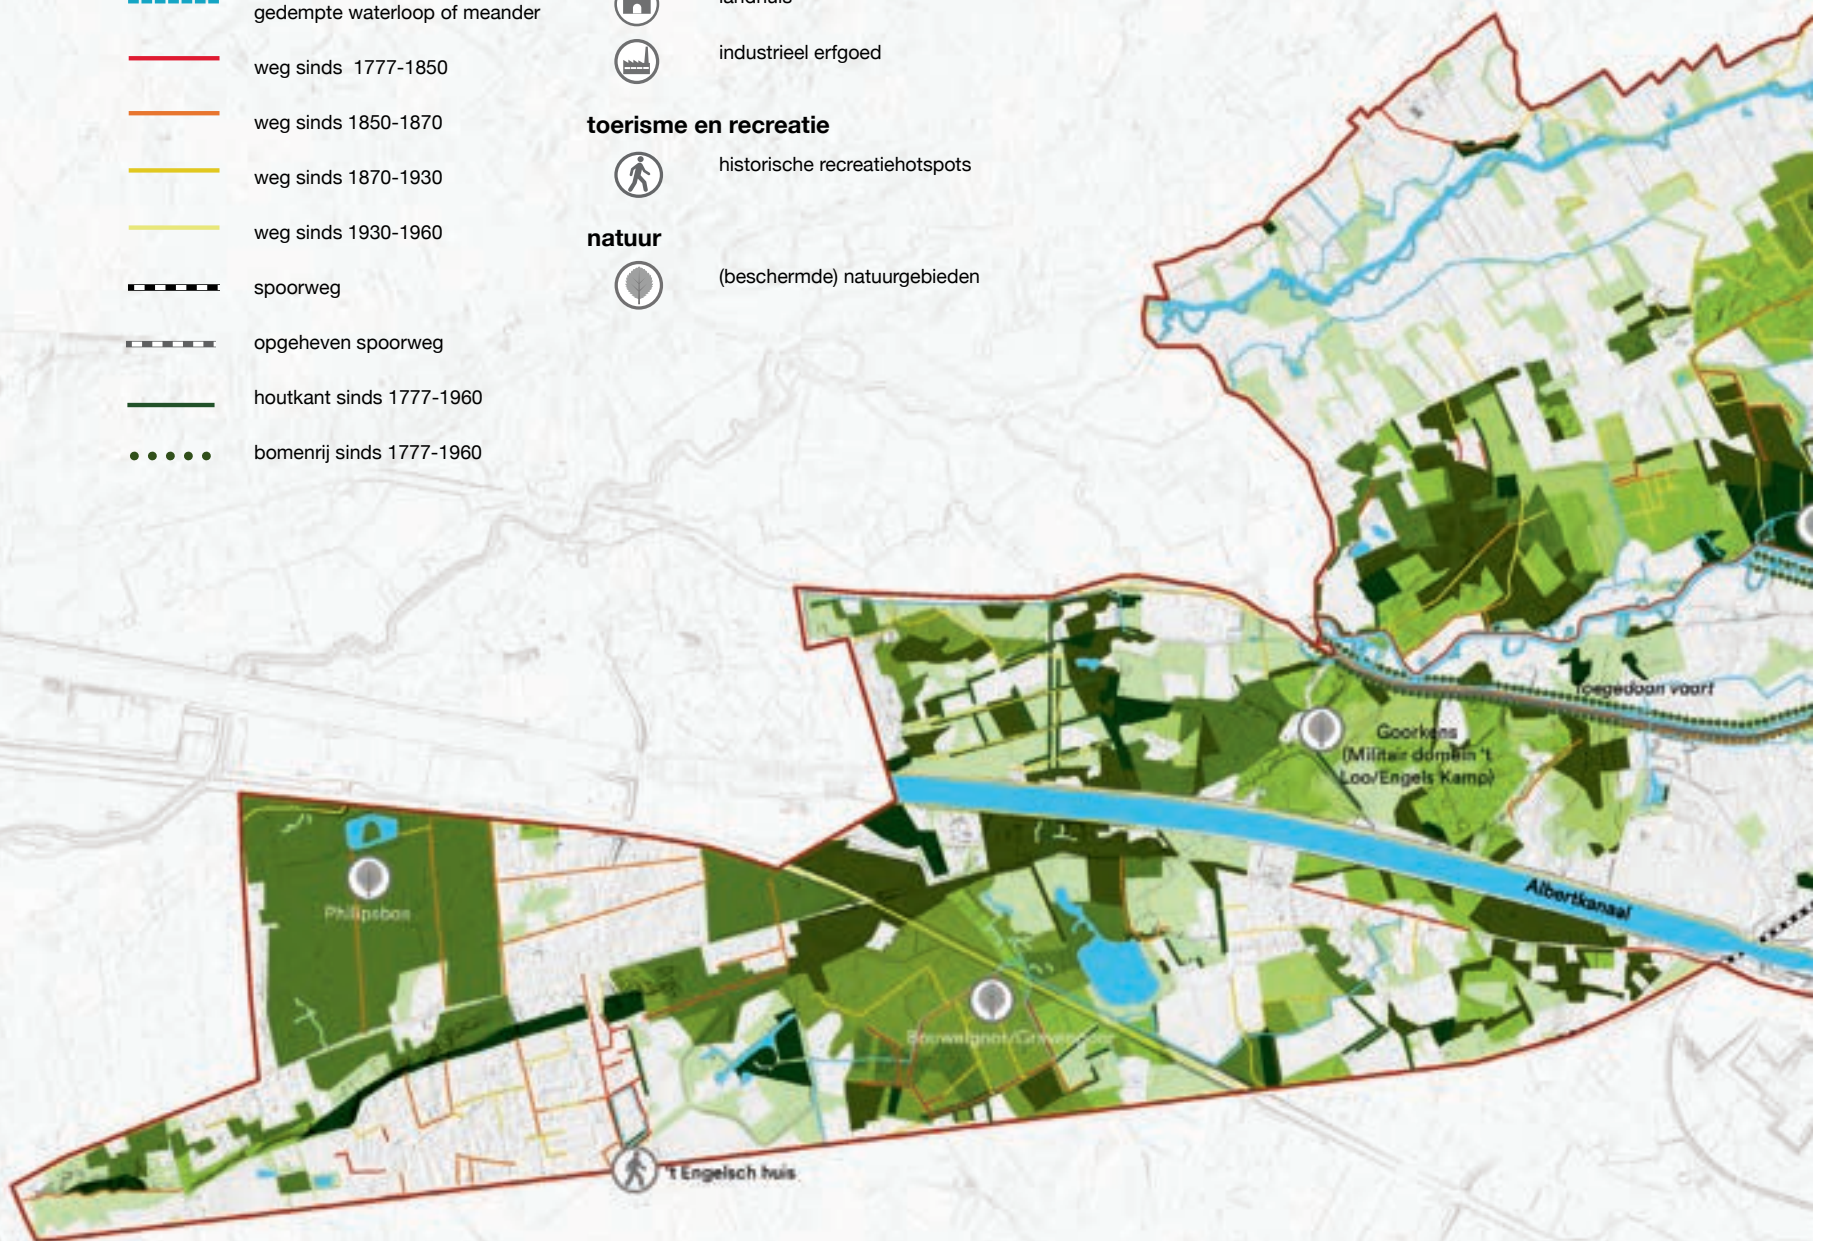 gedempte waterloop of meander
weg sinds 1777-1850
weg sinds 1850-1870
weg sinds 1870-1930
weg sinds 1930-1960
spoorweg
opgeheven spoorweg
houtkant sinds 1777-1960
bomenrij sinds 1777-1960
landhuis
industrieel erfgoed
toerisme en recreatie
historische recreatiehotspots
natuur
(beschermde) natuurgebieden
Toegedaan vaart
Goorkens
(Militair domein 't
Loo/Engels Kamp)
Albertkanaal
Philipsbos
't Engelsch huis